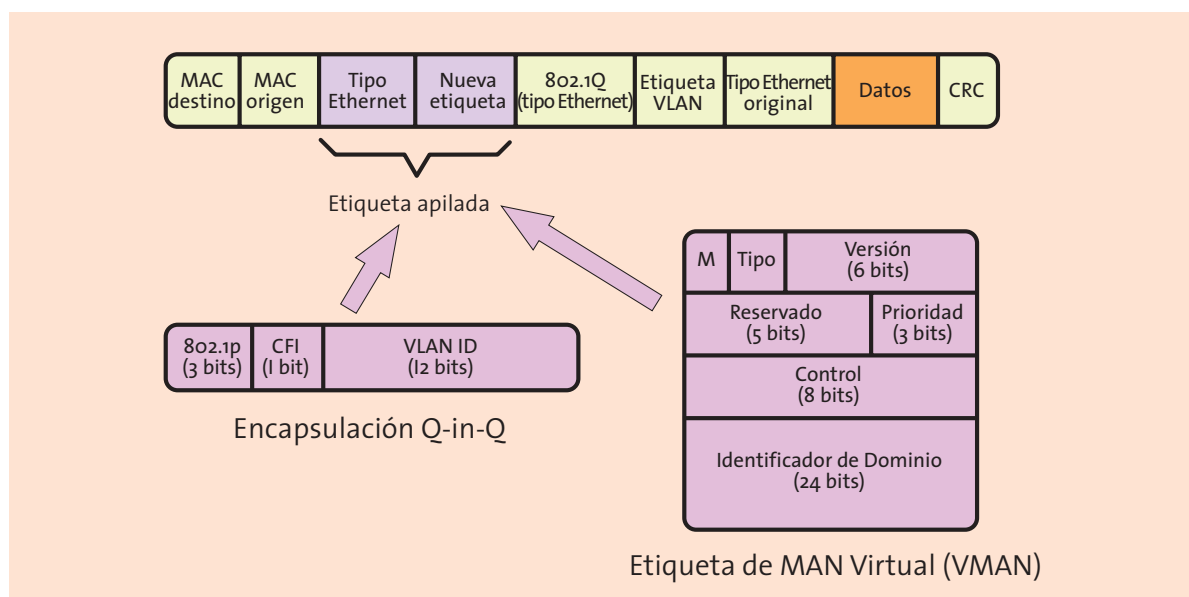 MAC
destino
MAC
origen
Tipo
Ethernet
Nueva
etiqueta
802.1Q
(tipo Ethernet)
Etiqueta
VLAN
Tipo Ethernet
original
Datos
CRC
Etiqueta apilada
802.1p
(3 bits)
CFI
(1 bit)
VLAN ID
(12 bits)
Encapsulación Q-in-Q
M
Tipo
Versión
(6 bits)
Reservado
(5 bits)
Prioridad
(3 bits)
Control
(8 bits)
Identificador de Dominio
(24 bits)
Etiqueta de MAN Virtual (VMAN)